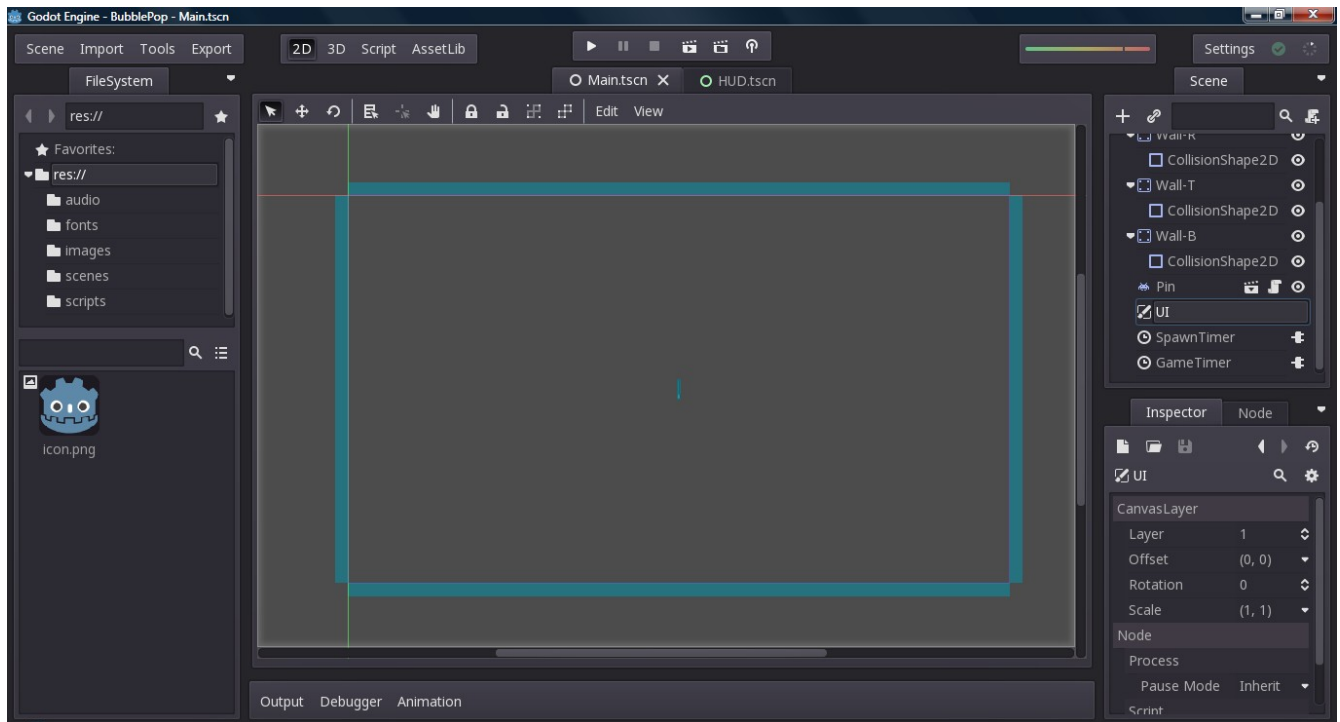 Godot Engine - BubblePop - Main.tscn
Scene Import Tools Export
2D 3D Script AssetLib
Settings
FileSystem
Main.tscn
HUD.tscn
Scene
res://
Edit View
Favorites:
res://
audio
fonts
images
scenes
scripts
icon.png
Wall-R
CollisionShape2D
Wall-T
CollisionShape2D
Wall-B
CollisionShape2D
Pin
UI
SpawnTimer
GameTimer
Inspector Node
UI
CanvasLayer
Layer 1
Offset (0, 0)
Rotation 0
Scale (1, 1)
Node
Process
Pause Mode Inherit
Script
Output Debugger Animation